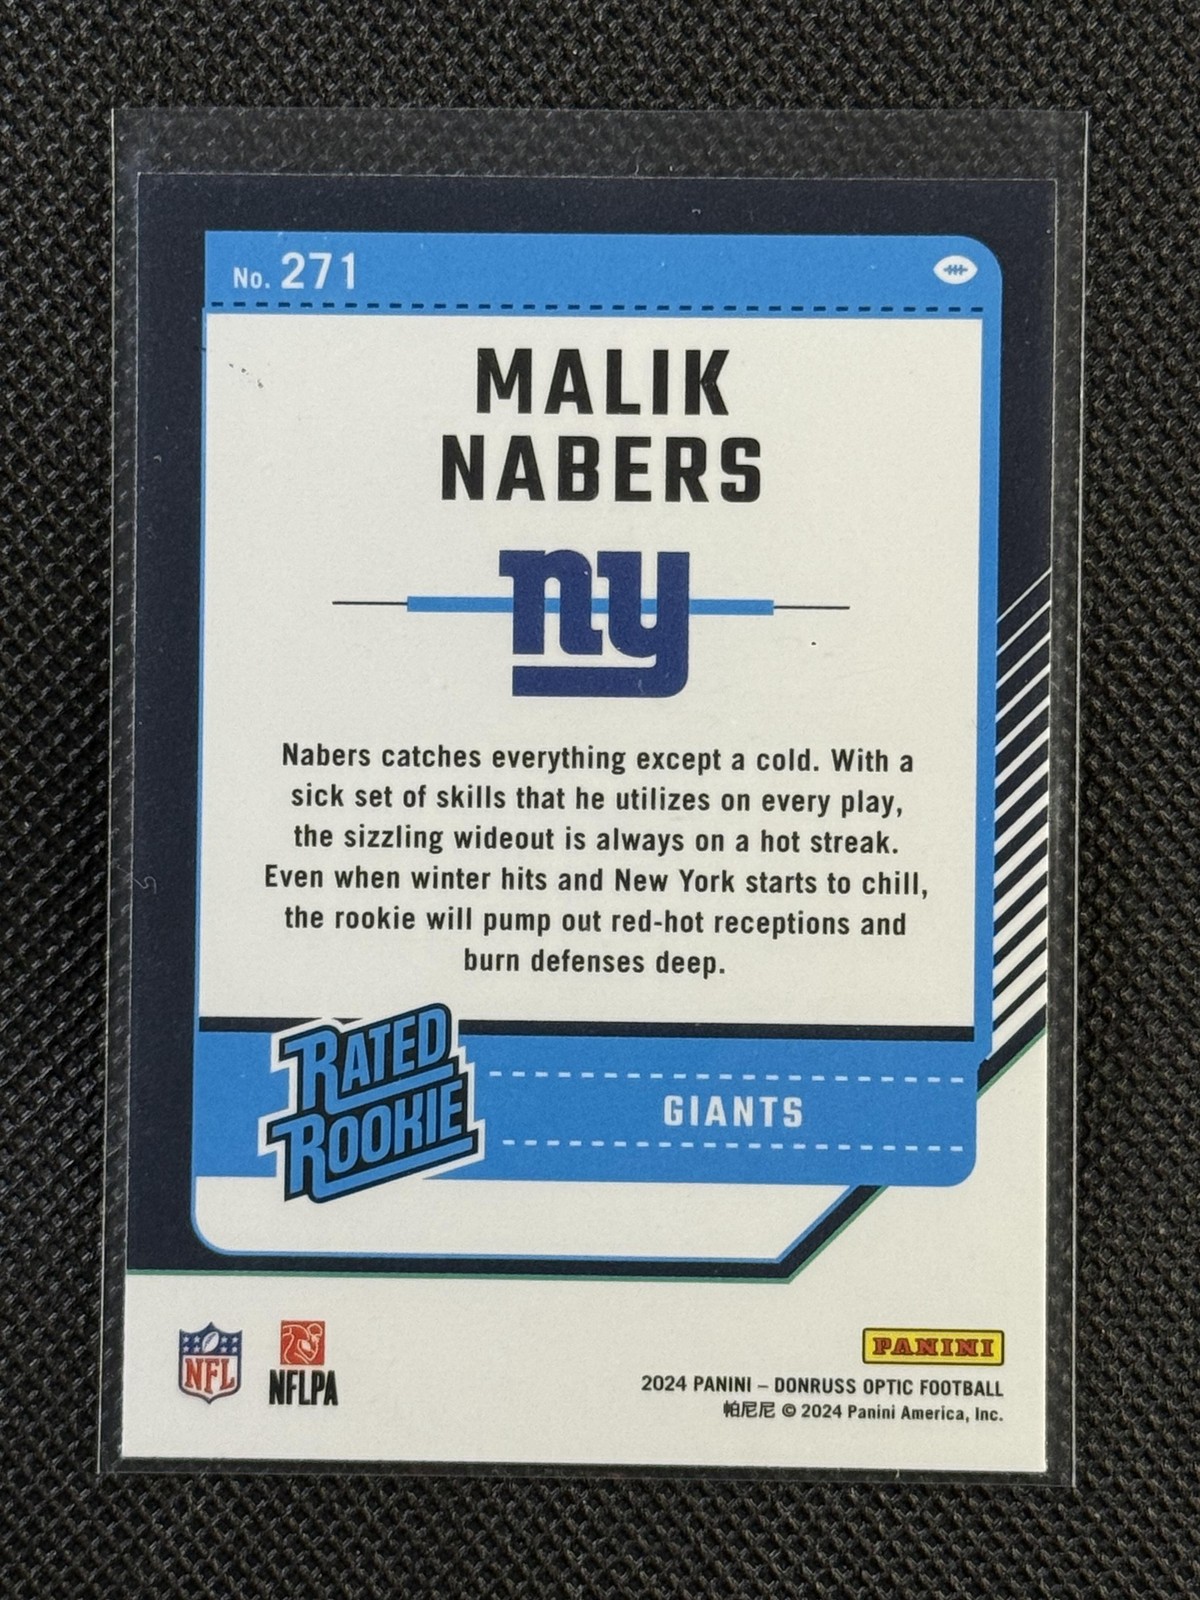 No. 271
MALIK
NABERS
ny
Nabers catches everything except a cold. With a
sick set of skills that he utilizes on every play,
the sizzling wideout is always on a hot streak.
Even when winter hits and New York starts to chill,
the rookie will pump out red-hot receptions and
burn defenses deep.
RATED
ROOKIE
GIANTS
NFL
NFLPA
PANINI
2024 PANINI – DONRUSS OPTIC FOOTBALL
帕尼尼 © 2024 Panini America, Inc.